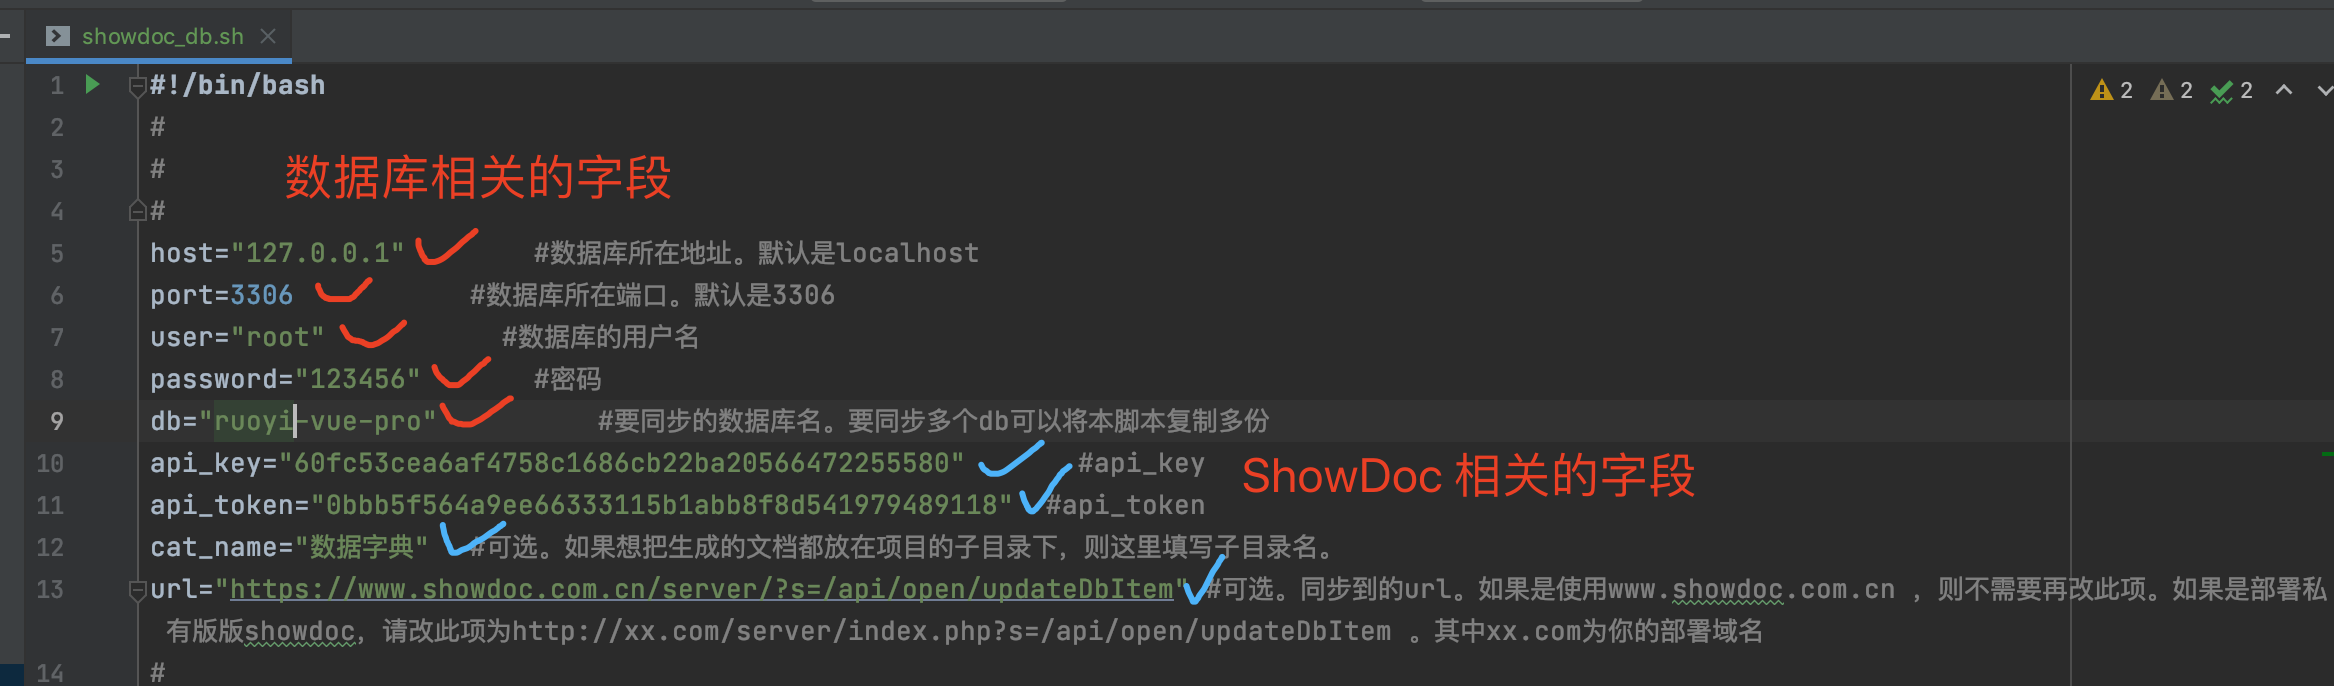 showdoc_db.sh
2 2 2
1 #!/bin/bash
2 #
3 #
数据库相关的字段
4 #
5 host="127.0.0.1" #数据库所在地址。默认是localhost
6 port=3306 #数据库所在端口。默认是3306
7 user="root" #数据库的用户名
8 password="123456" #密码
9 db="ruoyi-vue-pro" #要同步的数据库名。要同步多个db可以将本脚本复制多份
10 api_key="60fc53cea6af4758c1686cb22ba20566472255580" #api_key
ShowDoc 相关的字段
11 api_token="0bbb5f564a9ee66333115b1abb8f8d541979489118" #api_token
12 cat_name="数据字典" #可选。如果想把生成的文档都放在项目的子目录下，则这里填写子目录名。
13 url="https://www.showdoc.com.cn/server/?s=/api/open/updateDbItem" #可选。同步到的url。如果是使用www.showdoc.com.cn ，则不需要再改此项。如果是部署私
有版版showdoc，请改此项为http://xx.com/server/index.php?s=/api/open/updateDbItem 。其中xx.com为你的部署域名
14 #